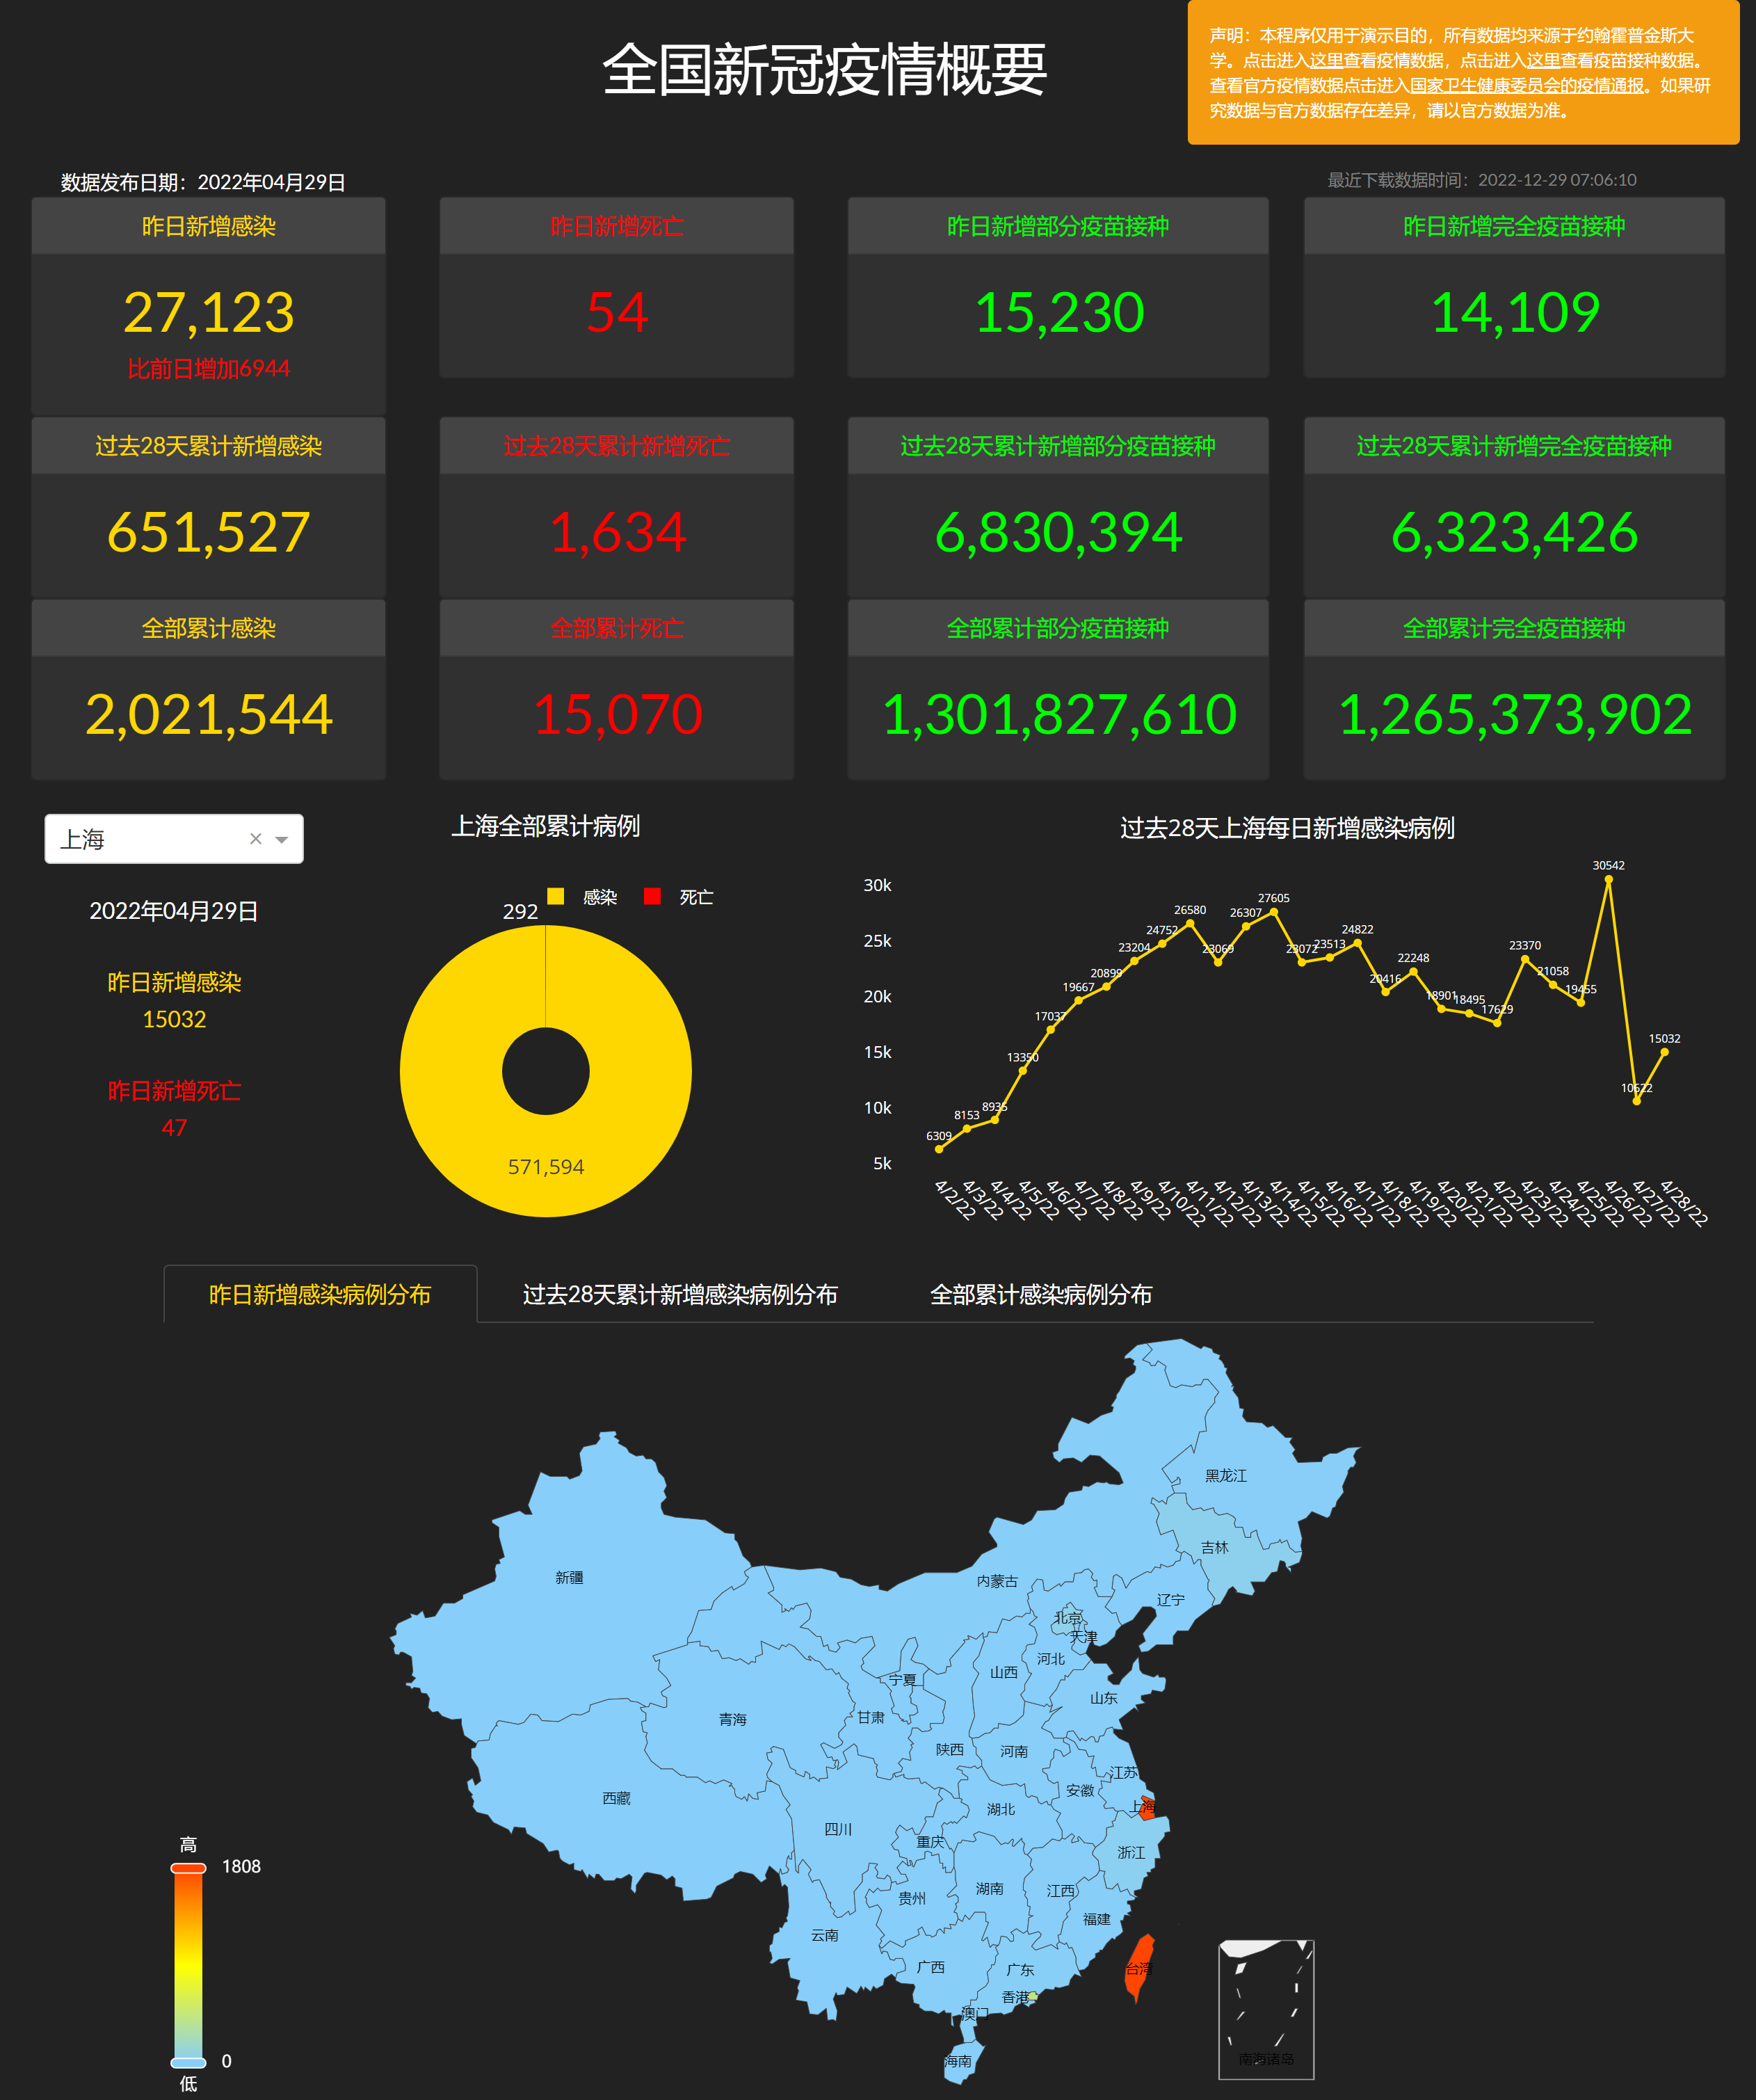 全国新冠疫情概要
声明：本程序仅用于演示目的，所有数据均来源于约翰霍普金斯大
学。点击进入这里查看疫情数据，点击进入这里查看疫苗接种数据。
查看官方疫情数据点击进入国家卫生健康委员会的疫情通报。如果研
究数据与官方数据存在差异，请以官方数据为准。
数据发布日期：2022年04月29日
最近下载数据时间：2022-12-29 07:06:10
昨日新增感染
27,123
比前日增加6944
昨日新增死亡
54
昨日新增部分疫苗接种
15,230
昨日新增完全疫苗接种
14,109
过去28天累计新增感染
651,527
过去28天累计新增死亡
1,634
过去28天累计新增部分疫苗接种
6,830,394
过去28天累计新增完全疫苗接种
6,323,426
全部累计感染
2,021,544
全部累计死亡
15,070
全部累计部分疫苗接种
1,301,827,610
全部累计完全疫苗接种
1,265,373,902
上海
2022年04月29日
昨日新增感染
15032
昨日新增死亡
47
上海全部累计病例
感染
死亡
292
571,594
过去28天上海每日新增感染病例
30k
25k
20k
15k
10k
5k
6309
8153
8935
13350
17037
19667
20899
23204
24752
26580
23069
26307
27605
23072
23513
24822
20416
22248
18901
18495
17629
23370
21058
19455
30542
10622
15032
4/2/22
4/3/22
4/4/22
4/5/22
4/6/22
4/7/22
4/8/22
4/9/22
4/10/22
4/11/22
4/12/22
4/13/22
4/14/22
4/15/22
4/16/22
4/17/22
4/18/22
4/19/22
4/20/22
4/21/22
4/22/22
4/23/22
4/24/22
4/25/22
4/26/22
4/27/22
4/28/22
昨日新增感染病例分布
过去28天累计新增感染病例分布
全部累计感染病例分布
黑龙江
吉林
新疆
内蒙古
辽宁
北京
天津
河北
山西
宁夏
山东
青海
甘肃
陕西
河南
江苏
安徽
西藏
上海
湖北
四川
重庆
浙江
湖南
江西
贵州
福建
云南
广西
广东
台湾
香港
澳门
海南
南海诸岛
高
1808
0
低